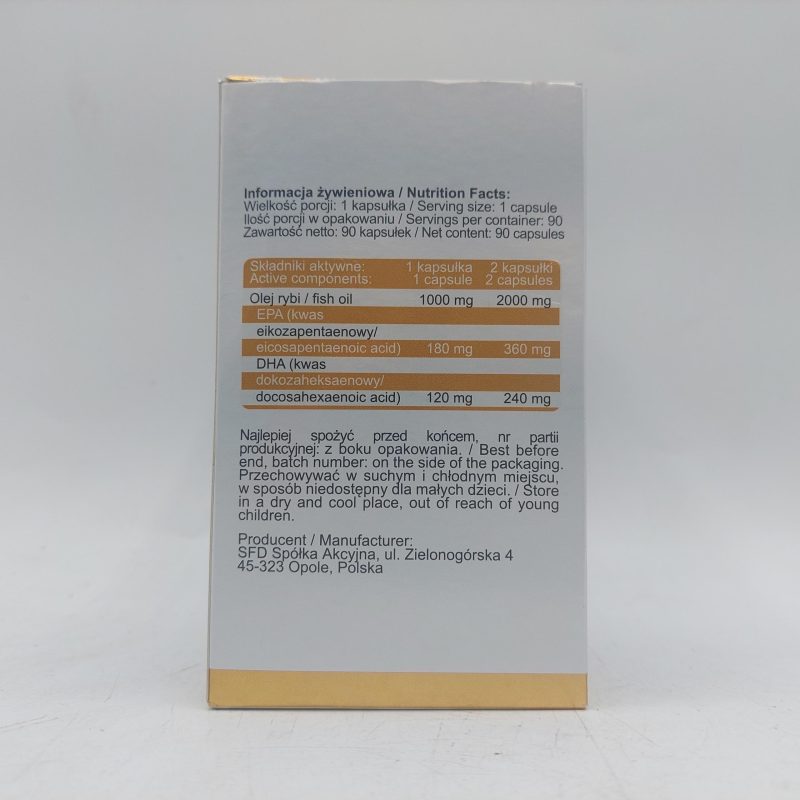 Informacja żywieniowa / Nutrition Facts:
Wielkość porcji: 1 kapsułka / Serving size: 1 capsule
Ilość porcji w opakowaniu / Servings per container: 90
Zawartość netto: 90 kapsułek / Net content: 90 capsules
Składniki aktywne: 1 kapsułka 2 kapsułki
Active components: 1 capsule 2 capsules
Olej rybi / fish oil 1000 mg 2000 mg
EPA (kwas
eikozapentaenowy/
eicosapentaenoic acid) 180 mg 360 mg
DHA (kwas
dokozaheksaenowy/
docosahexaenoic acid) 120 mg 240 mg
Najlepiej spożyć przed końcem, nr partii
produkcyjnej: z boku opakowania. / Best before
end, batch number: on the side of the packaging.
Przechowywać w suchym i chłodnym miejscu,
w sposób niedostępny dla małych dzieci. / Store
in a dry and cool place, out of reach of young
children.
Producent / Manufacturer:
SFD Spółka Akcyjna, ul. Zielonogórska 4
45-323 Opole, Polska